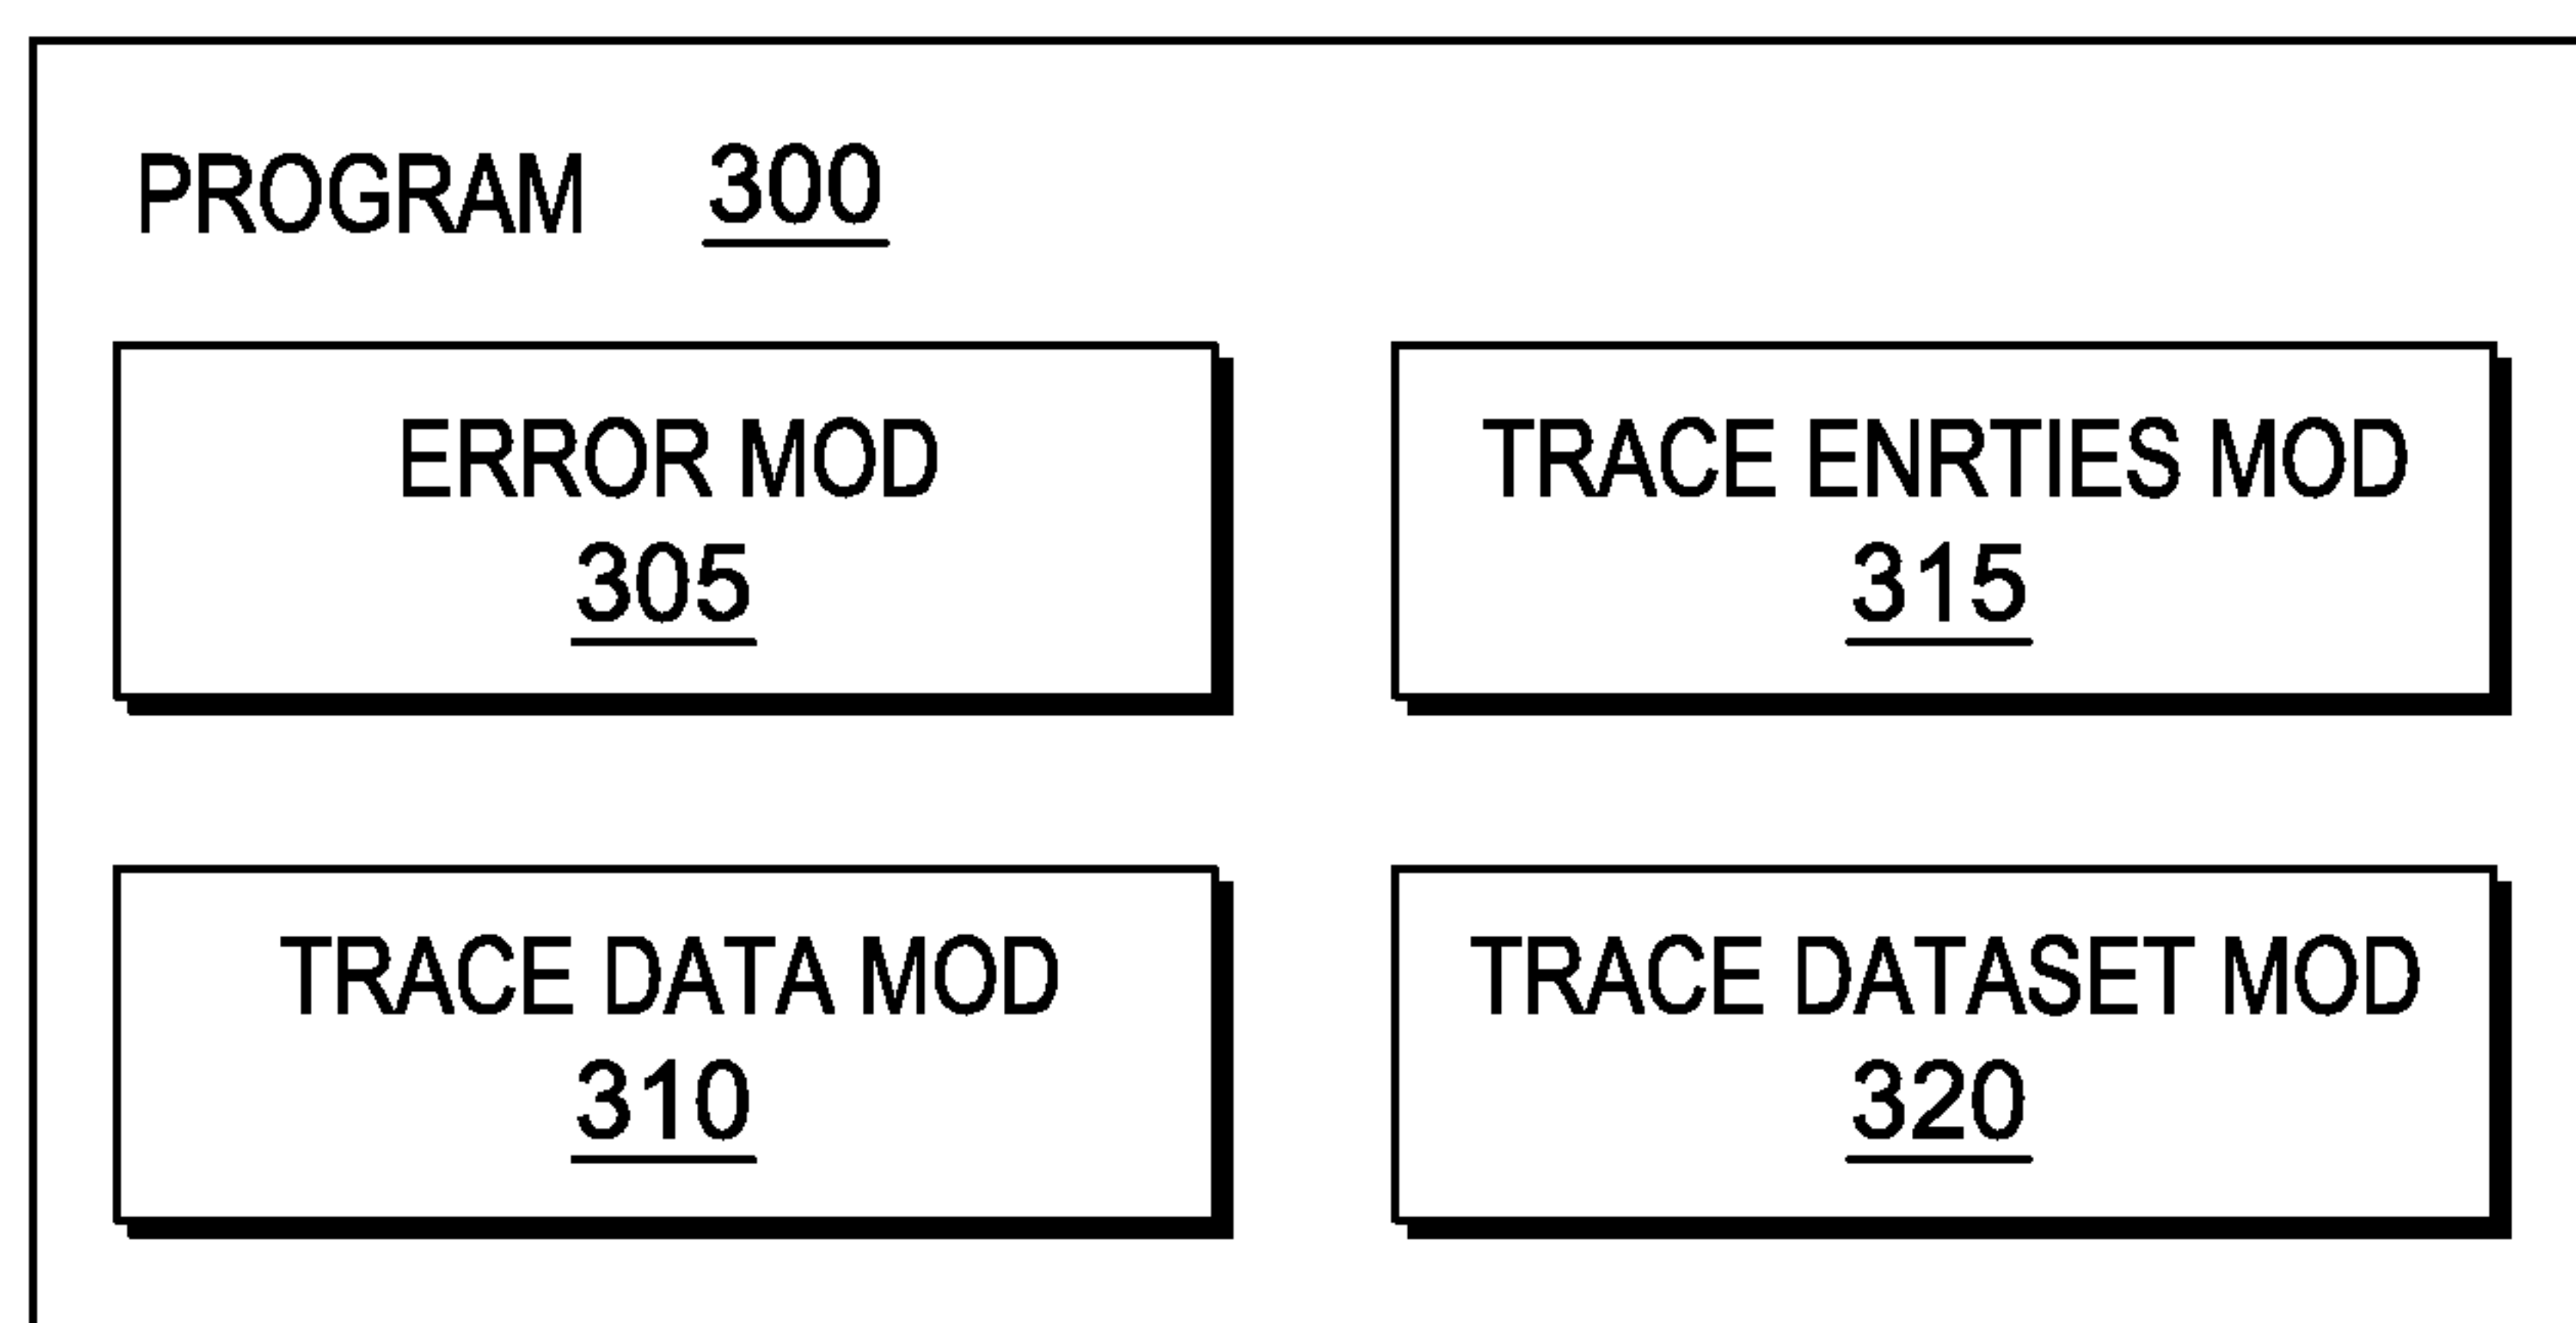 PROGRAM 300
ERROR MOD
305
TRACE ENRTIES MOD
315
TRACE DATA MOD
310
TRACE DATASET MOD
320